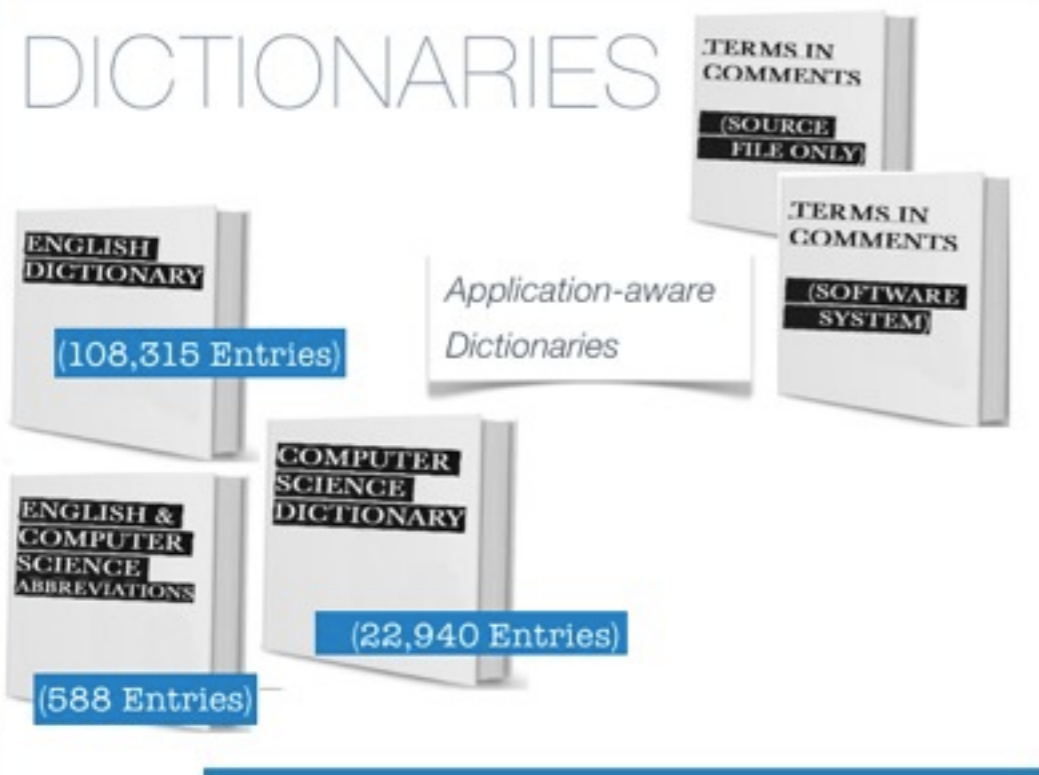 DICTIONARIES
.TERMS IN
COMMENTS
(SOURCE
FILE ONLY)
.TERMS IN
COMMENTS
(SOFTWARE
SYSTEM)
ENGLISH
DICTIONARY
(108,315 Entries)
Application-aware
Dictionaries
COMPUTER
SCIENCE
DICTIONARY
(22,940 Entries)
ENGLISH &
COMPUTER
SCIENCE
ABBREVIATIONS
(588 Entries)